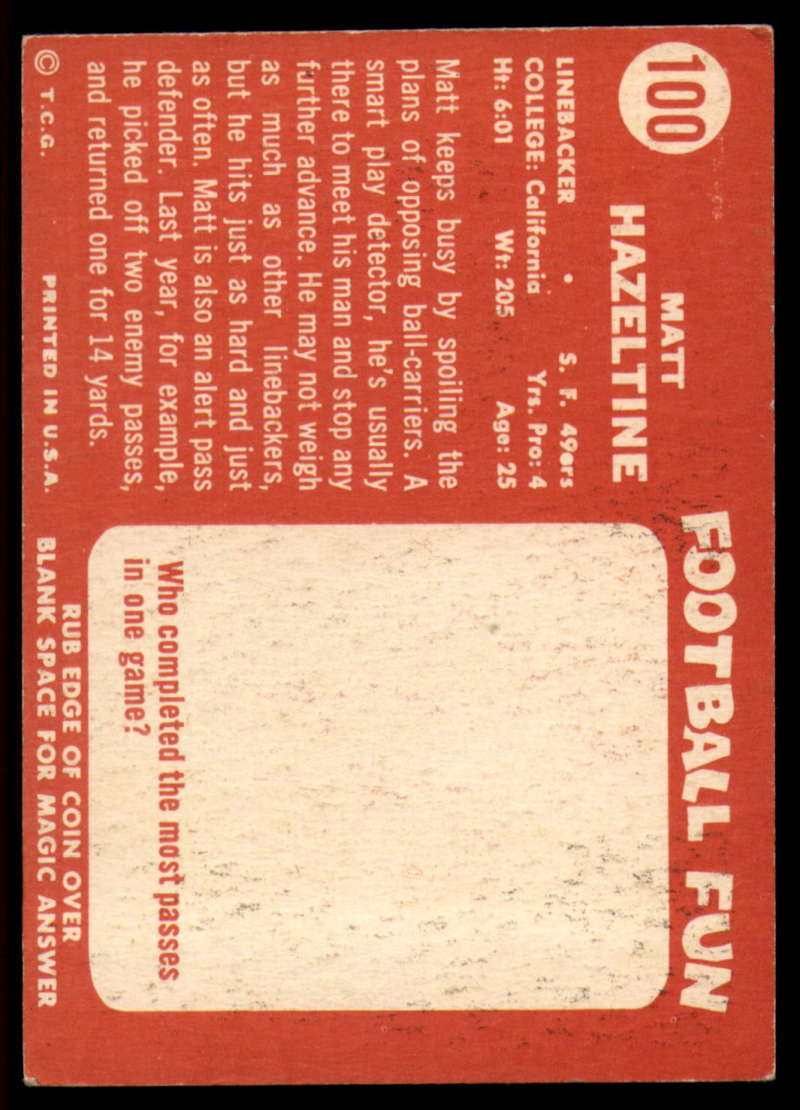 100
MATT
HAZELTINE
LINEBACKER • S. F. 49ers
COLLEGE: California Yrs. Pro: 4
Ht: 6:01 Wt: 205 Age: 25
Matt keeps busy by spoiling the
plans of opposing ball-carriers. A
smart play detector, he's usually
there to meet his man and stop any
further advance. He may not weigh
as much as other linebackers,
but he hits just as hard and just
as often. Matt is also an alert pass
defender. Last year, for example,
he picked off two enemy passes,
and returned one for 14 yards.
© T.C.G. PRINTED IN U.S.A.
FOOTBALL FUN
Who completed the most passes
in one game?
RUB EDGE OF COIN OVER
BLANK SPACE FOR MAGIC ANSWER